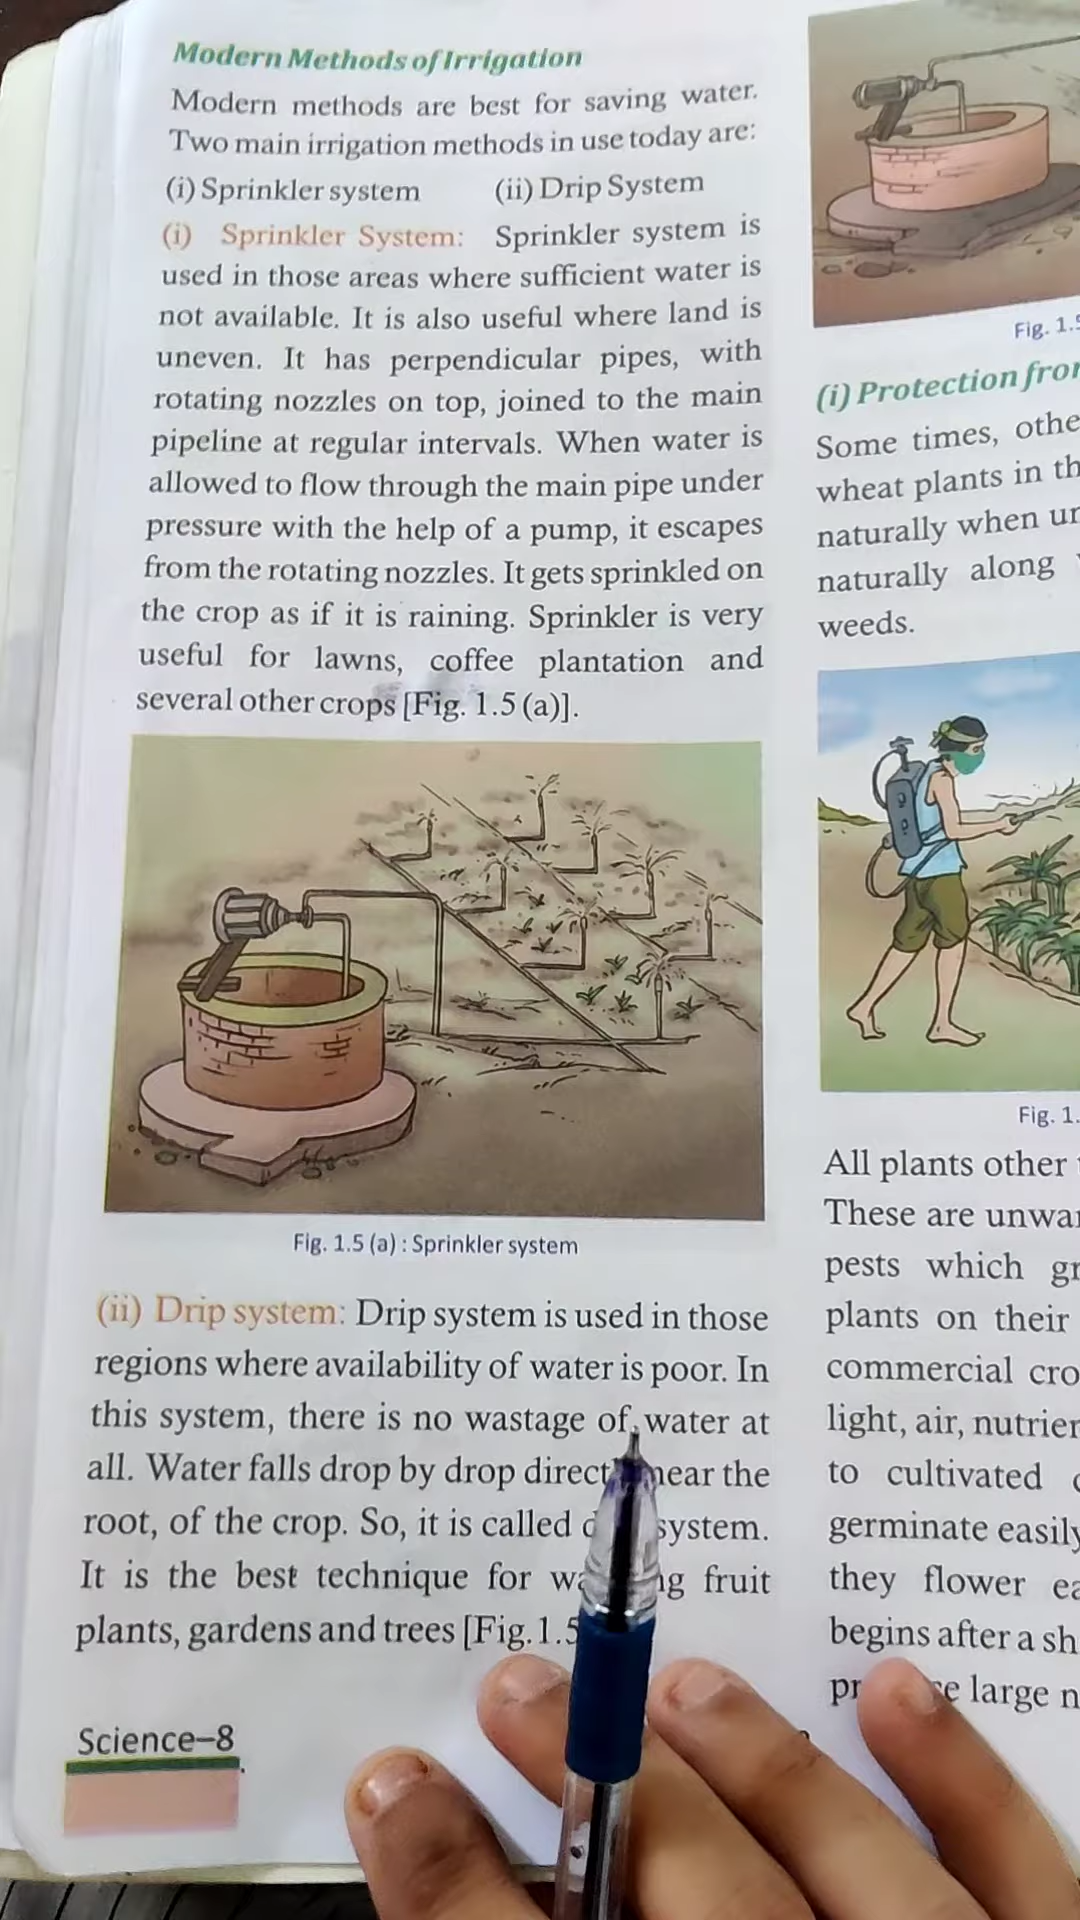 Modern Methods of Irrigation
Modern methods are best for saving water.
Two main irrigation methods in use today are:
(i) Sprinkler system (ii) Drip System
(i) Sprinkler System: Sprinkler system is
used in those areas where sufficient water is
not available. It is also useful where land is
uneven. It has perpendicular pipes, with
rotating nozzles on top, joined to the main
pipeline at regular intervals. When water is
allowed to flow through the main pipe under
pressure with the help of a pump, it escapes
from the rotating nozzles. It gets sprinkled on
the crop as if it is raining. Sprinkler is very
useful for lawns, coffee plantation and
several other crops [Fig. 1.5 (a)].
Fig. 1.5 (a) : Sprinkler system
(ii) Drip system: Drip system is used in those
regions where availability of water is poor. In
this system, there is no wastage of water at
all. Water falls drop by drop near the
root, of the crop. So, it is called system.
It is the best technique for fruit
plants, gardens and trees [Fig.1.5
Science–8
Fig. 1.5
(i) Protection
Some times,
wheat plants in
naturally when
naturally along
weeds.
Fig. 1.
All plants other
These are
pests which
plants on their
commercial
light, air,
to cultivated
germinate easily
they flower
begins after a
large